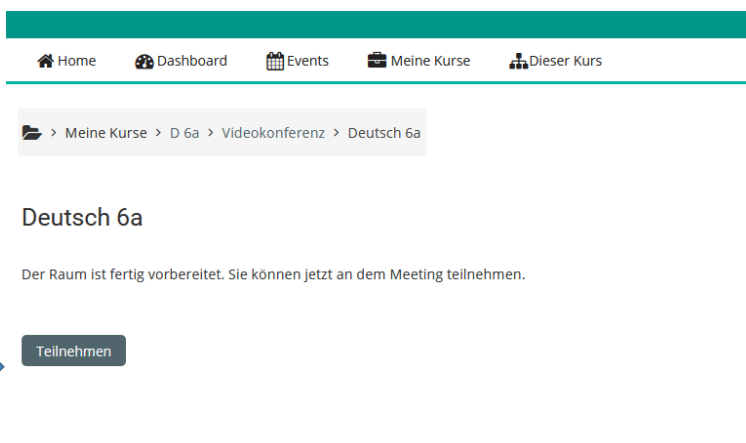 Home Dashboard Events Meine Kurse Dieser Kurs
> Meine Kurse > D 6a > Videokonferenz > Deutsch 6a
Deutsch 6a
Der Raum ist fertig vorbereitet. Sie können jetzt an dem Meeting teilnehmen.
Teilnehmen